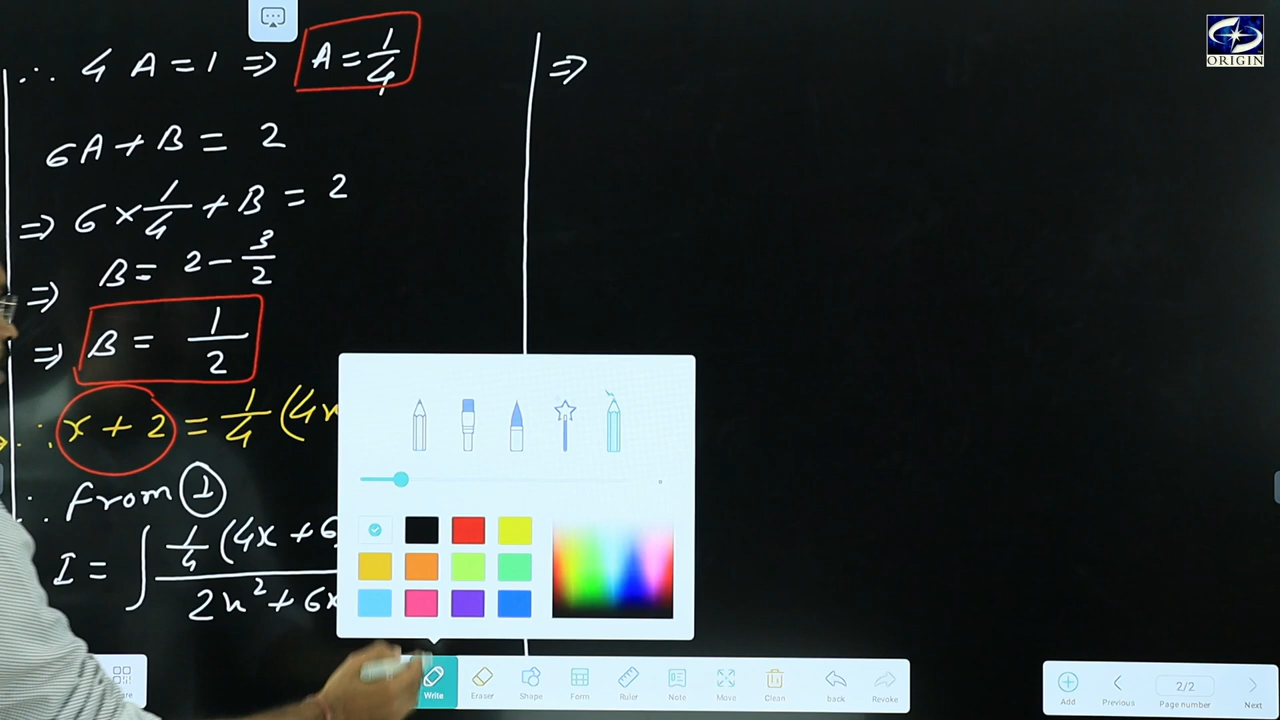 ∴ 4A = 1 ⇒ A = 1/4
6A + B = 2
⇒ 6 × 1/4 + B = 2
⇒ B = 2 - 3/2
⇒ B = 1/2
∴ x + 2 = 1/4 (4x
∴ From (1)
I = ∫ 1/4 (4x + 6
2x² + 6x
⇒
ORIGIN
Write
Eraser
Shape
Form
Ruler
Note
Move
Clean
back
Revoke
Add
Previous
2/2
Page number
Next